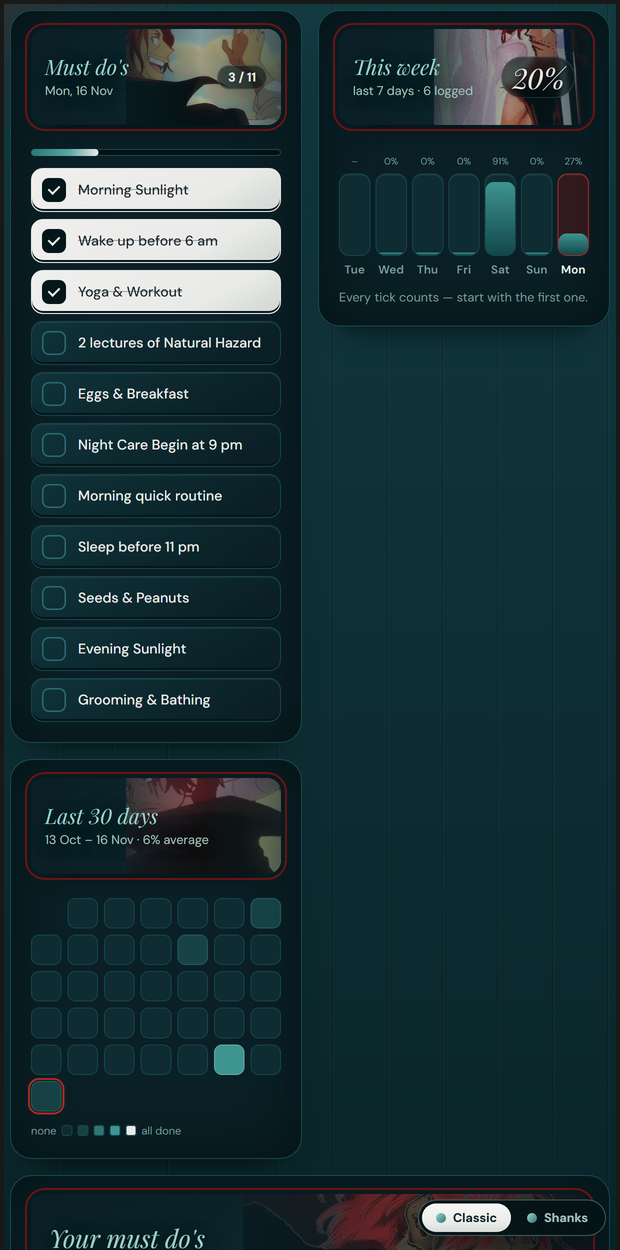 Must do's
Mon, 16 Nov
3 / 11
Morning Sunlight
Wake up before 6 am
Yoga & Workout
2 lectures of Natural Hazard
Eggs & Breakfast
Night Care Begin at 9 pm
Morning quick routine
Sleep before 11 pm
Seeds & Peanuts
Evening Sunlight
Grooming & Bathing
This week
last 7 days · 6 logged
20%
– 0% 0% 0% 91% 0% 27%
Tue Wed Thu Fri Sat Sun Mon
Every tick counts — start with the first one.
Last 30 days
13 Oct – 16 Nov · 6% average
none all done
Your must do's
Classic Shanks